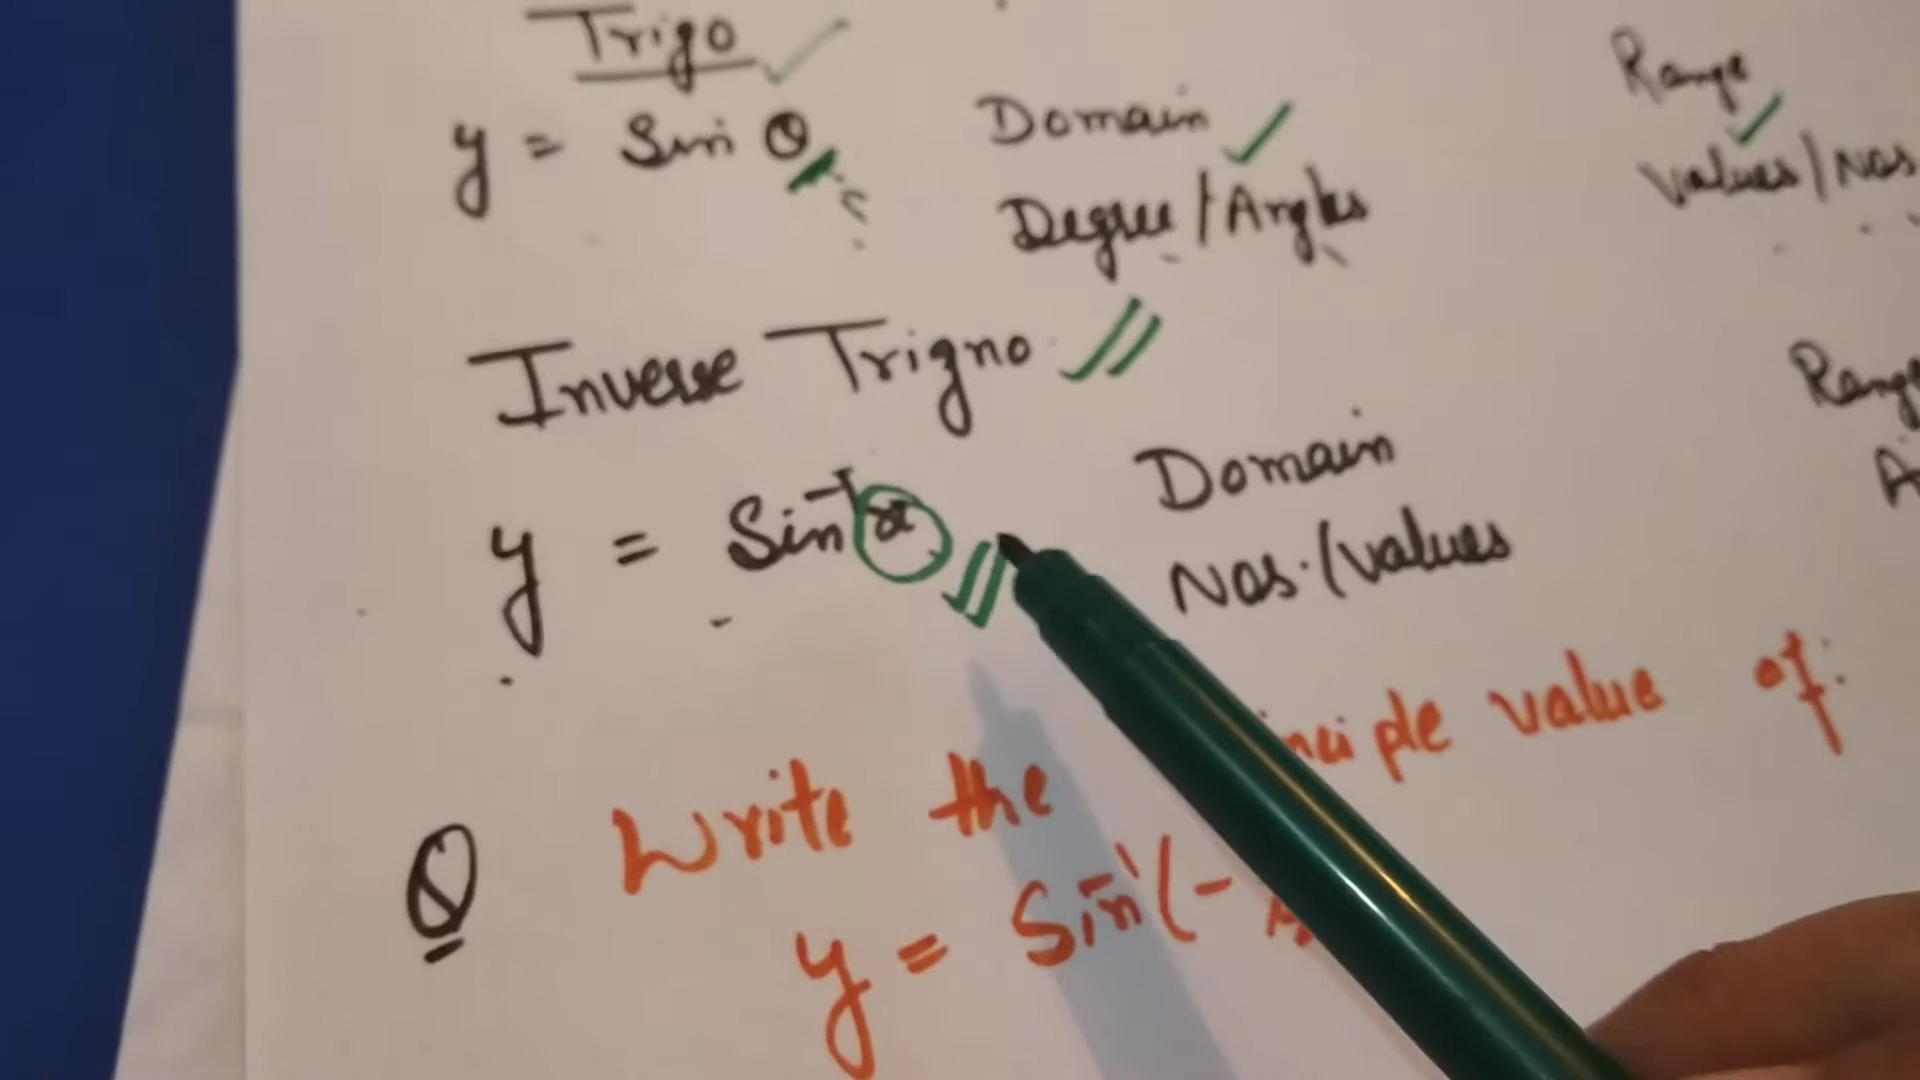 Trigo
y = Sin θ Domain Range
Degree/Angles Values/Nos
Inverse Trigno
y = Sin⁻¹x Domain
Nos./Values
Q Write the value of:
y = Sin⁻¹(-